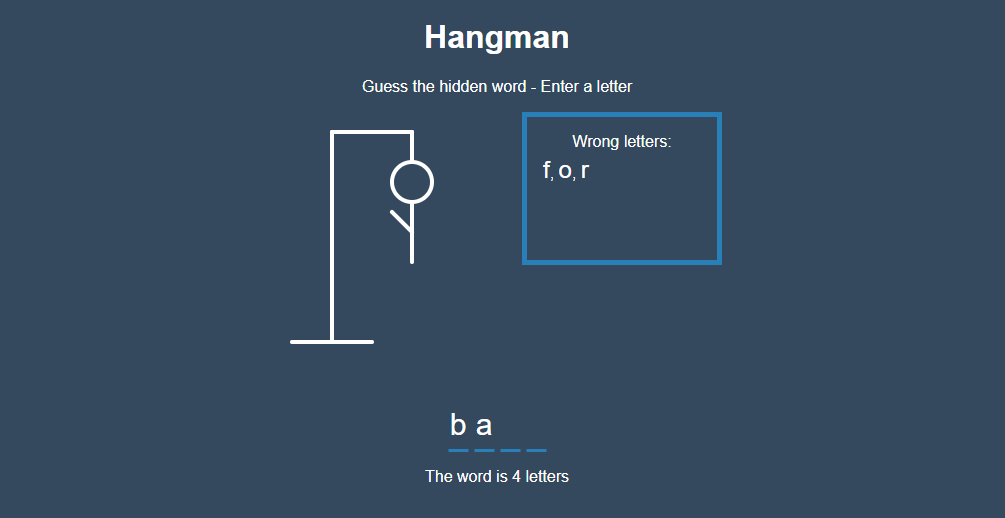 Hangman
Guess the hidden word - Enter a letter
Wrong letters:
f, o, r
b a
The word is 4 letters